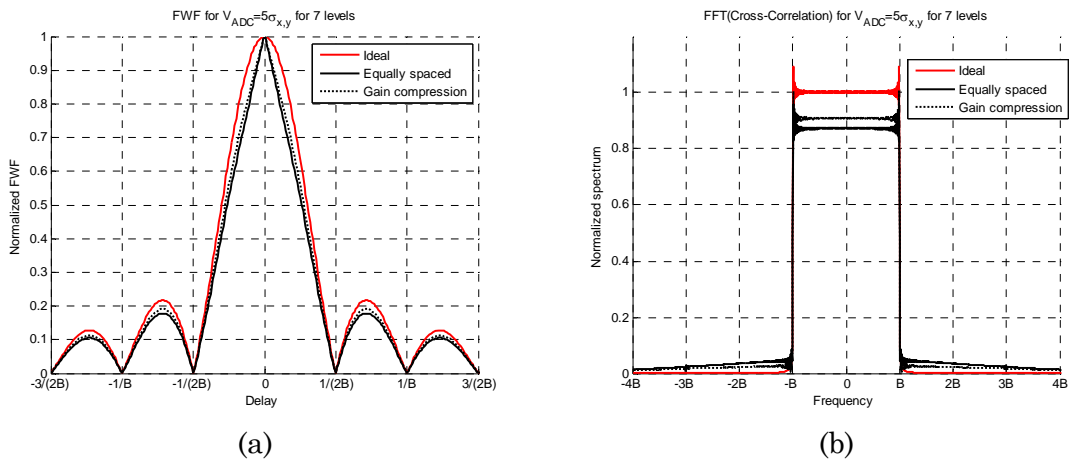 FWF for V_ADC=5σ_x,y for 7 levels
1
0.9
0.8
0.7
0.6
0.5
0.4
0.3
0.2
0.1
0
Normalized FWF
Ideal
Equally spaced
Gain compression
-3/(2B) -1/B -1/(2B) 0 1/(2B) 1/B 3/(2B)
Delay
(a)
FFT(Cross-Correlation) for V_ADC=5σ_x,y for 7 levels
1
0.8
0.6
0.4
0.2
0
Normalized spectrum
Ideal
Equally spaced
Gain compression
-4B -3B -2B -B 0 B 2B 3B 4B
Frequency
(b)